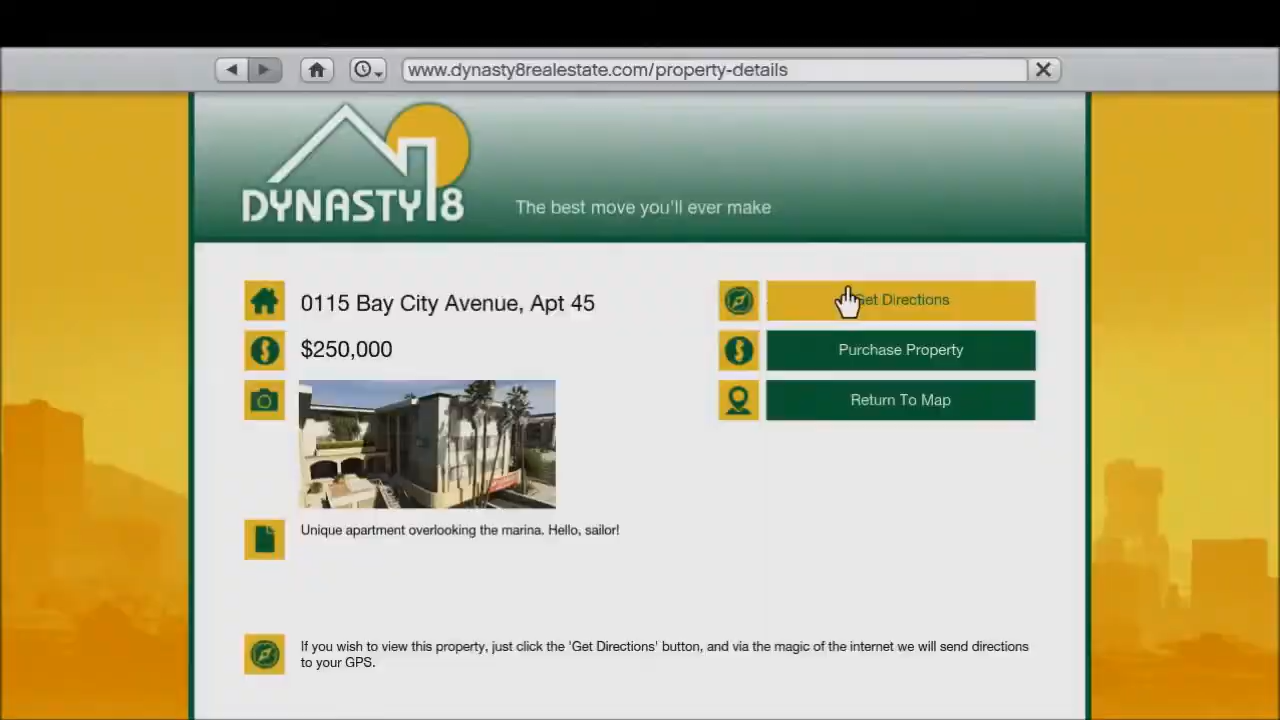 www.dynasty8realestate.com/property-details
DYNASTY 8
The best move you'll ever make
0115 Bay City Avenue, Apt 45
Get Directions
$250,000
Purchase Property
Return To Map
Unique apartment overlooking the marina. Hello, sailor!
If you wish to view this property, just click the 'Get Directions' button, and via the magic of the internet we will send directions
to your GPS.